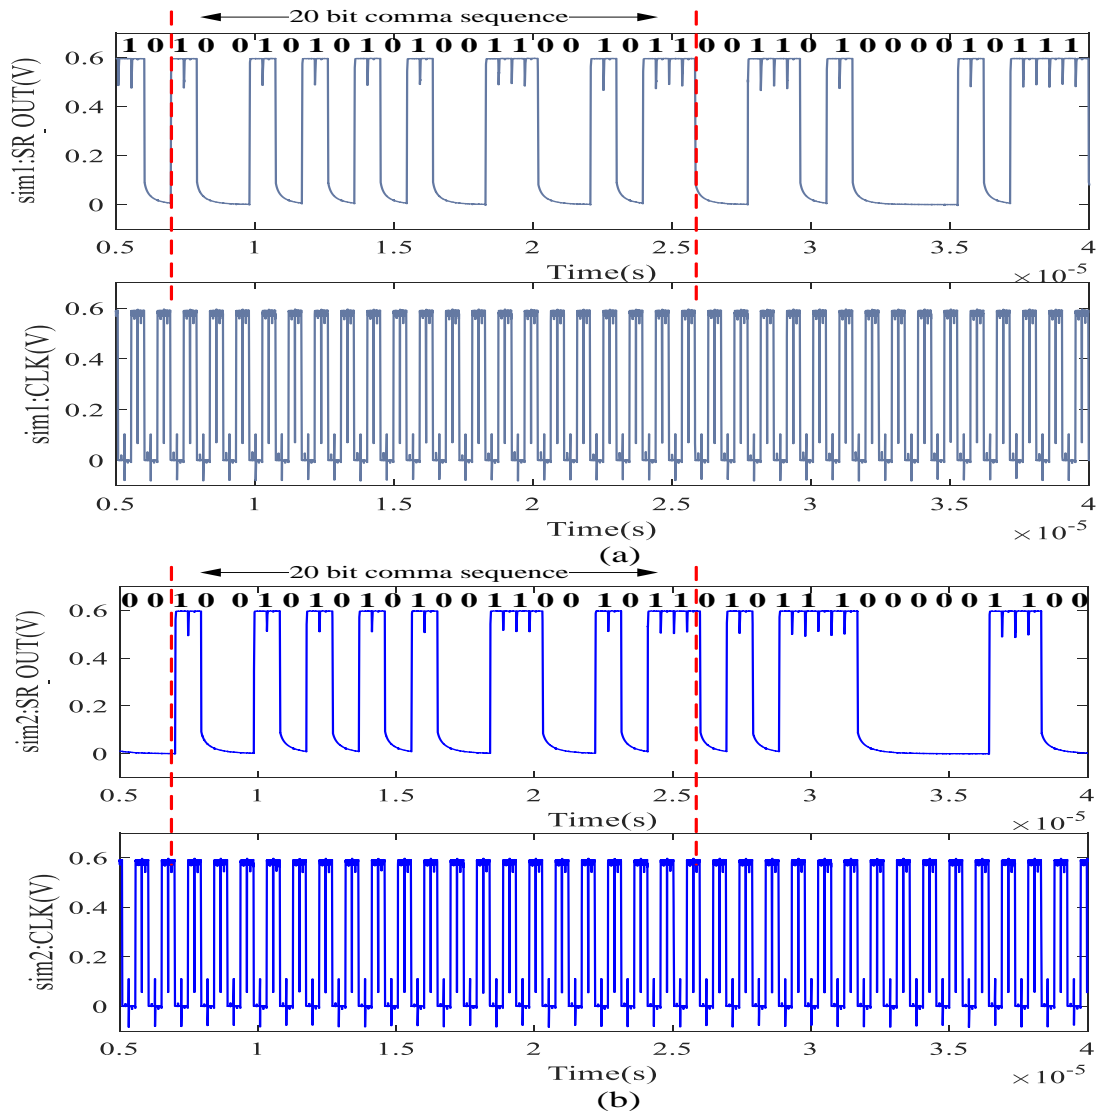 20 bit comma sequence
1 0 1 0 0 1 0 1 0 1 0 1 0 0 1 1 0 0 1 0 1 1 0 0 1 1 0 1 0 0 0 0 1 0 1 1 1
sim1:SR_OUT(V)
0.6
0.4
0.2
0
0.5 1 1.5 2 2.5 3 3.5 4
Time(s)
×10-5
sim1:CLK(V)
0.6
0.4
0.2
0
0.5 1 1.5 2 2.5 3 3.5 4
Time(s)
×10-5
(a)
20 bit comma sequence
0 0 1 0 0 1 0 1 0 1 0 1 0 0 1 1 0 0 1 0 1 1 0 1 0 1 1 1 0 0 0 0 0 1 1 0 0
sim2:SR_OUT(V)
0.6
0.4
0.2
0
0.5 1 1.5 2 2.5 3 3.5 4
Time(s)
×10-5
sim2:CLK(V)
0.6
0.4
0.2
0
0.5 1 1.5 2 2.5 3 3.5 4
Time(s)
×10-5
(b)